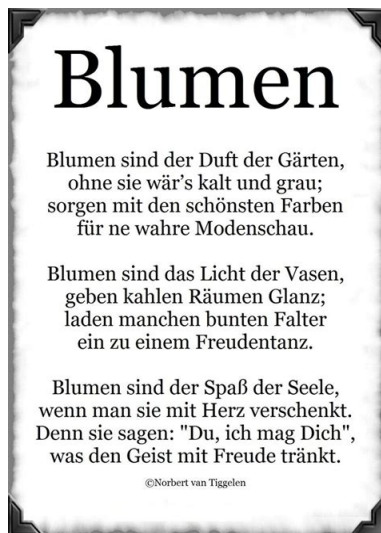 Blumen
Blumen sind der Duft der Gärten,
ohne sie wär's kalt und grau;
sorgen mit den schönsten Farben
für ne wahre Modenschau.
Blumen sind das Licht der Vasen,
geben kahlen Räumen Glanz;
laden manchen bunten Falter
ein zu einem Freudentanz.
Blumen sind der Spaß der Seele,
wenn man sie mit Herz verschenkt.
Denn sie sagen: "Du, ich mag Dich",
was den Geist mit Freude tränkt.
©Norbert van Tiggelen